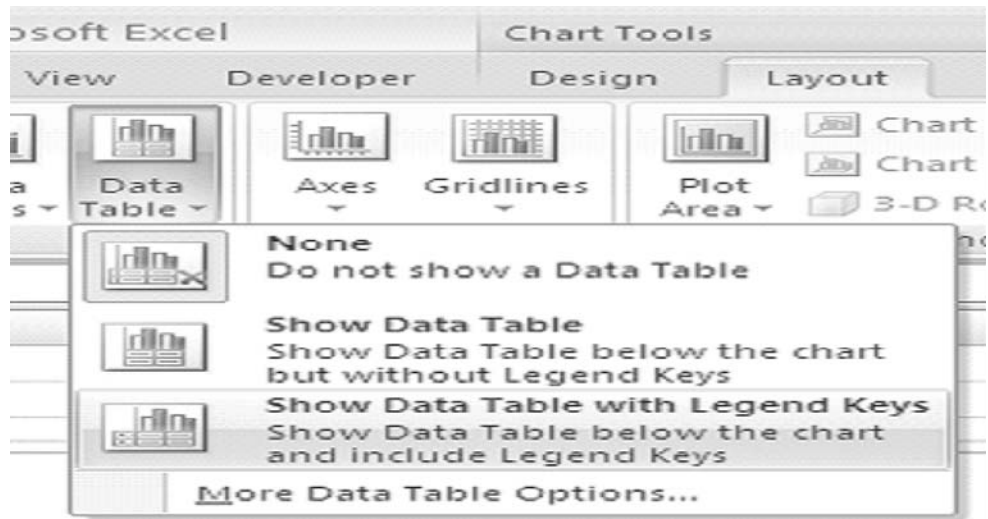 osoft Excel Chart Tools
View Developer Design Layout
Chart
Chart
a Data Axes Gridlines Plot
s Table Area 3-D Ro
None
Do not show a Data Table
Show Data Table
Show Data Table below the chart
but without Legend Keys
Show Data Table with Legend Keys
Show Data Table below the chart
and include Legend Keys
More Data Table Options...